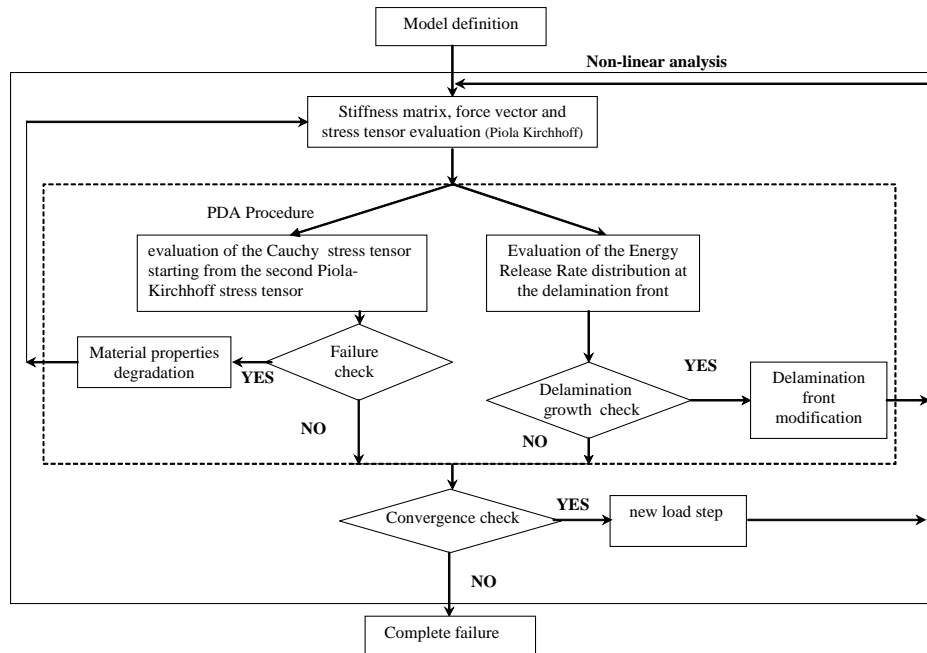 Model definition
Non-linear analysis
Stiffness matrix, force vector and
stress tensor evaluation (Piola Kirchhoff)
PDA Procedure
evaluation of the Cauchy stress tensor
starting from the second Piola-
Kirchhoff stress tensor
Evaluation of the Energy
Release Rate distribution at
the delamination front
Material properties
degradation
YES
Failure
check
NO
Delamination
growth check
YES
NO
Delamination
front
modification
Convergence check
YES
new load step
NO
Complete failure